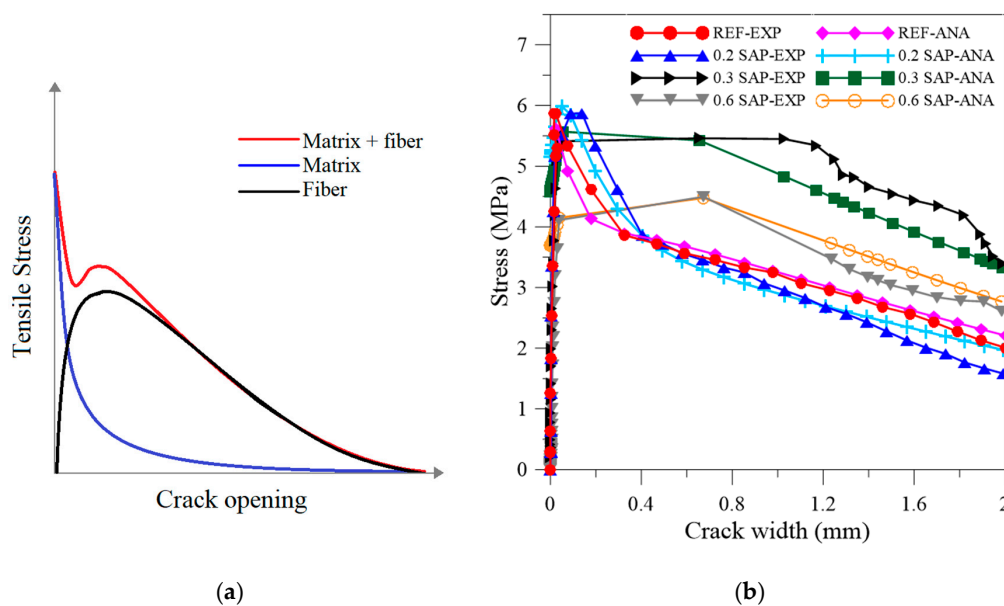 Tensile Stress
Matrix + fiber
Matrix
Fiber
Crack opening
(a)
Stress (MPa)
7
6
5
4
3
2
1
0
REF-EXP
REF-ANA
0.2 SAP-EXP
0.2 SAP-ANA
0.3 SAP-EXP
0.3 SAP-ANA
0.6 SAP-EXP
0.6 SAP-ANA
0 0.4 0.8 1.2 1.6 2
Crack width (mm)
(b)